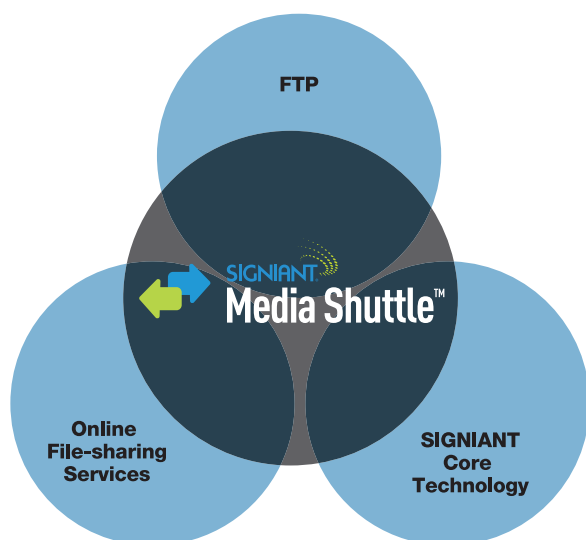 FTP
SIGNIANT
Media Shuttle™
Online
File-sharing
Services
SIGNIANT
Core
Technology